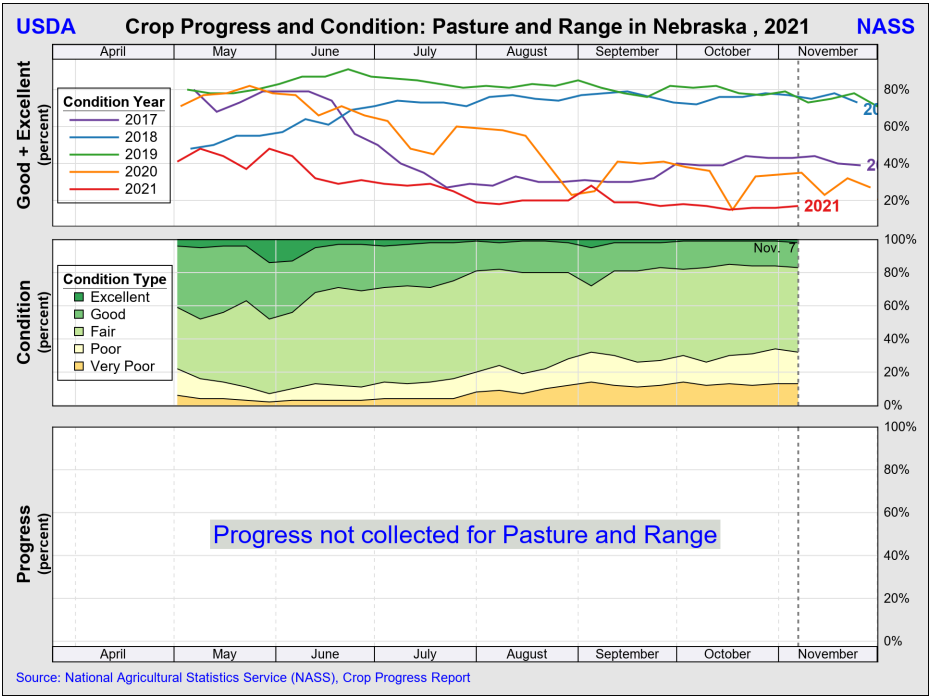 USDA Crop Progress and Condition: Pasture and Range in Nebraska , 2021 NASS
April May June July August September October November
Good + Excellent
(percent)
80%
60%
40%
20%
Condition Year
2017
2018
2019
2020
2021
20
2
2021
Condition
(percent)
100%
80%
60%
40%
20%
0%
Condition Type
Excellent
Good
Fair
Poor
Very Poor
Nov. 7
Progress
(percent)
100%
80%
60%
40%
20%
0%
Progress not collected for Pasture and Range
April May June July August September October November
Source: National Agricultural Statistics Service (NASS), Crop Progress Report